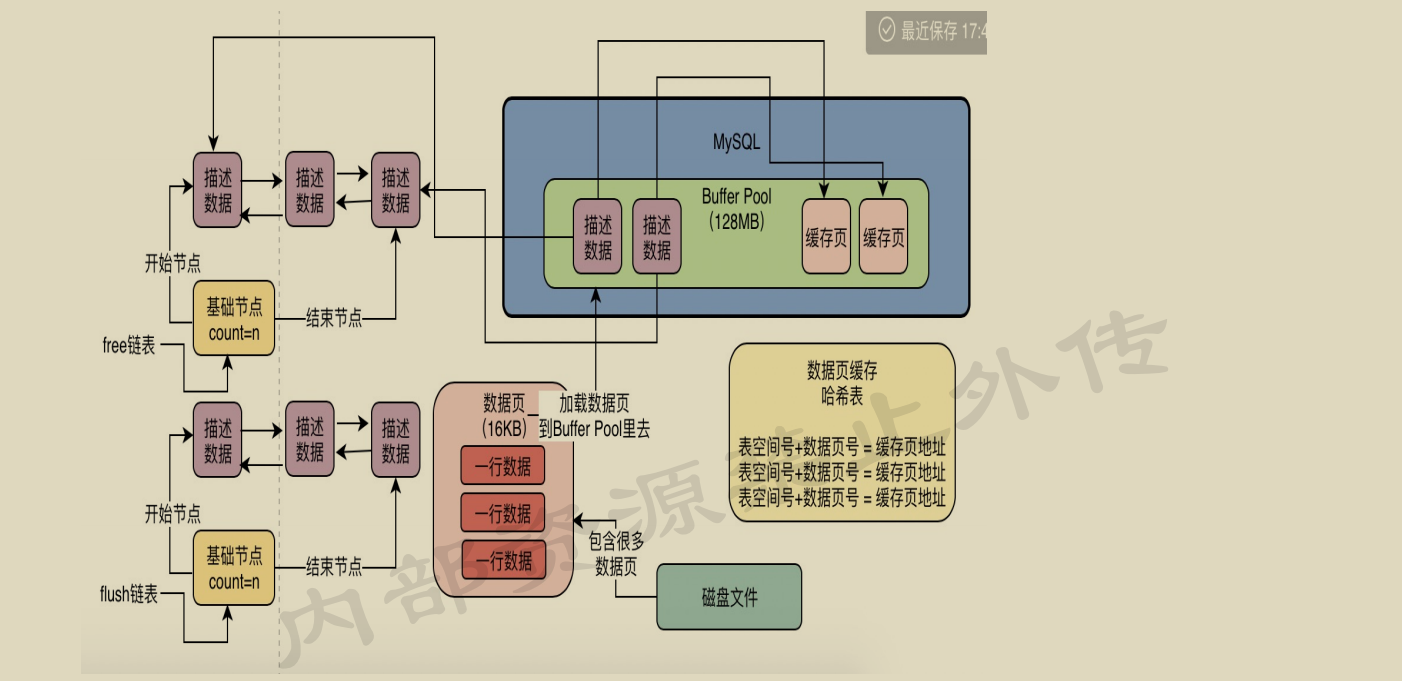 最近保存 17:4
MySQL
Buffer Pool
(128MB)
描述
数据
描述
数据
缓存页
缓存页
描述
数据
描述
数据
描述
数据
开始节点
基础节点
count=n
结束节点
free链表
描述
数据
描述
数据
描述
数据
开始节点
基础节点
count=n
结束节点
flush链表
数据页
(16KB)
一行数据
一行数据
一行数据
加载数据页
到Buffer Pool里去
包含很多
数据页
磁盘文件
数据页缓存
哈希表
表空间号+数据页号 = 缓存页地址
表空间号+数据页号 = 缓存页地址
表空间号+数据页号 = 缓存页地址
内部资源禁止外传